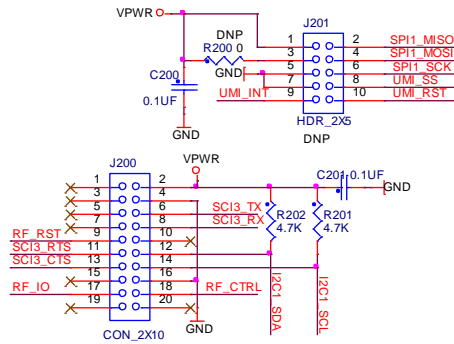 VPWR
J201
DNP
R200 0
1 2 SPI1_MISO
3 4 SPI1_MOSI
GND 5 6 SPI1_SCK
C200
7 8 UMI_SS
0.1UF
UMI_INT 9 10 UMI_RST
HDR_2X5
GND
DNP
VPWR
J200
C201 0.1UF
1 2
GND
3 4
5 6 SCI3_TX
7 8 SCI3_RX
R202 R201
RF_RST 9 10
4.7K 4.7K
SCI3_RTS 11 12
SCI3_CTS 13 14
15 16
RF_IO 17 18 RF_CTRL
I2C1_SDA
I2C1_SCL
19 20
GND
CON_2X10